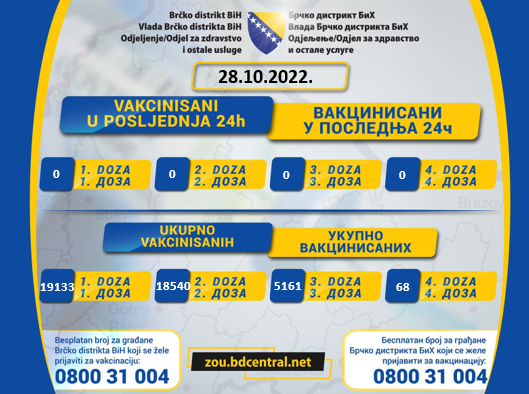 Brčko distrikt BiH
Vlada Brčko distrikta BiH
Odjeljenje/Odjel za zdravstvo
i ostale usluge
Брчко дистрикт БиХ
Влада Брчко дистрикта БиХ
Одјељење/Одјел за здравство
и остале услуге
28.10.2022.
VAKCINISANI
U POSLJEDNJA 24h
ВАКЦИНИСАНИ
У ПОСЛЕДЊА 24ч
0
1. DOZA
1. ДОЗА
0
2. DOZA
2. ДОЗА
0
3. DOZA
3. ДОЗА
0
4. DOZA
4. ДОЗА
UKUPNO
VAKCINISANIH
УКУПНО
ВАКЦИНИСАНИХ
19133
1. DOZA
1. ДОЗА
18540
2. DOZA
2. ДОЗА
5161
3. DOZA
3. ДОЗА
68
4. DOZA
4. ДОЗА
Besplatan broj za građane
Brčko distrikta BiH koji se žele
prijaviti za vakcinaciju:
0800 31 004
zou.bdcentral.net
Бесплатан број за грађане
Брчко дистрикта БиХ који се желе
пријавити за вакцинацију:
0800 31 004